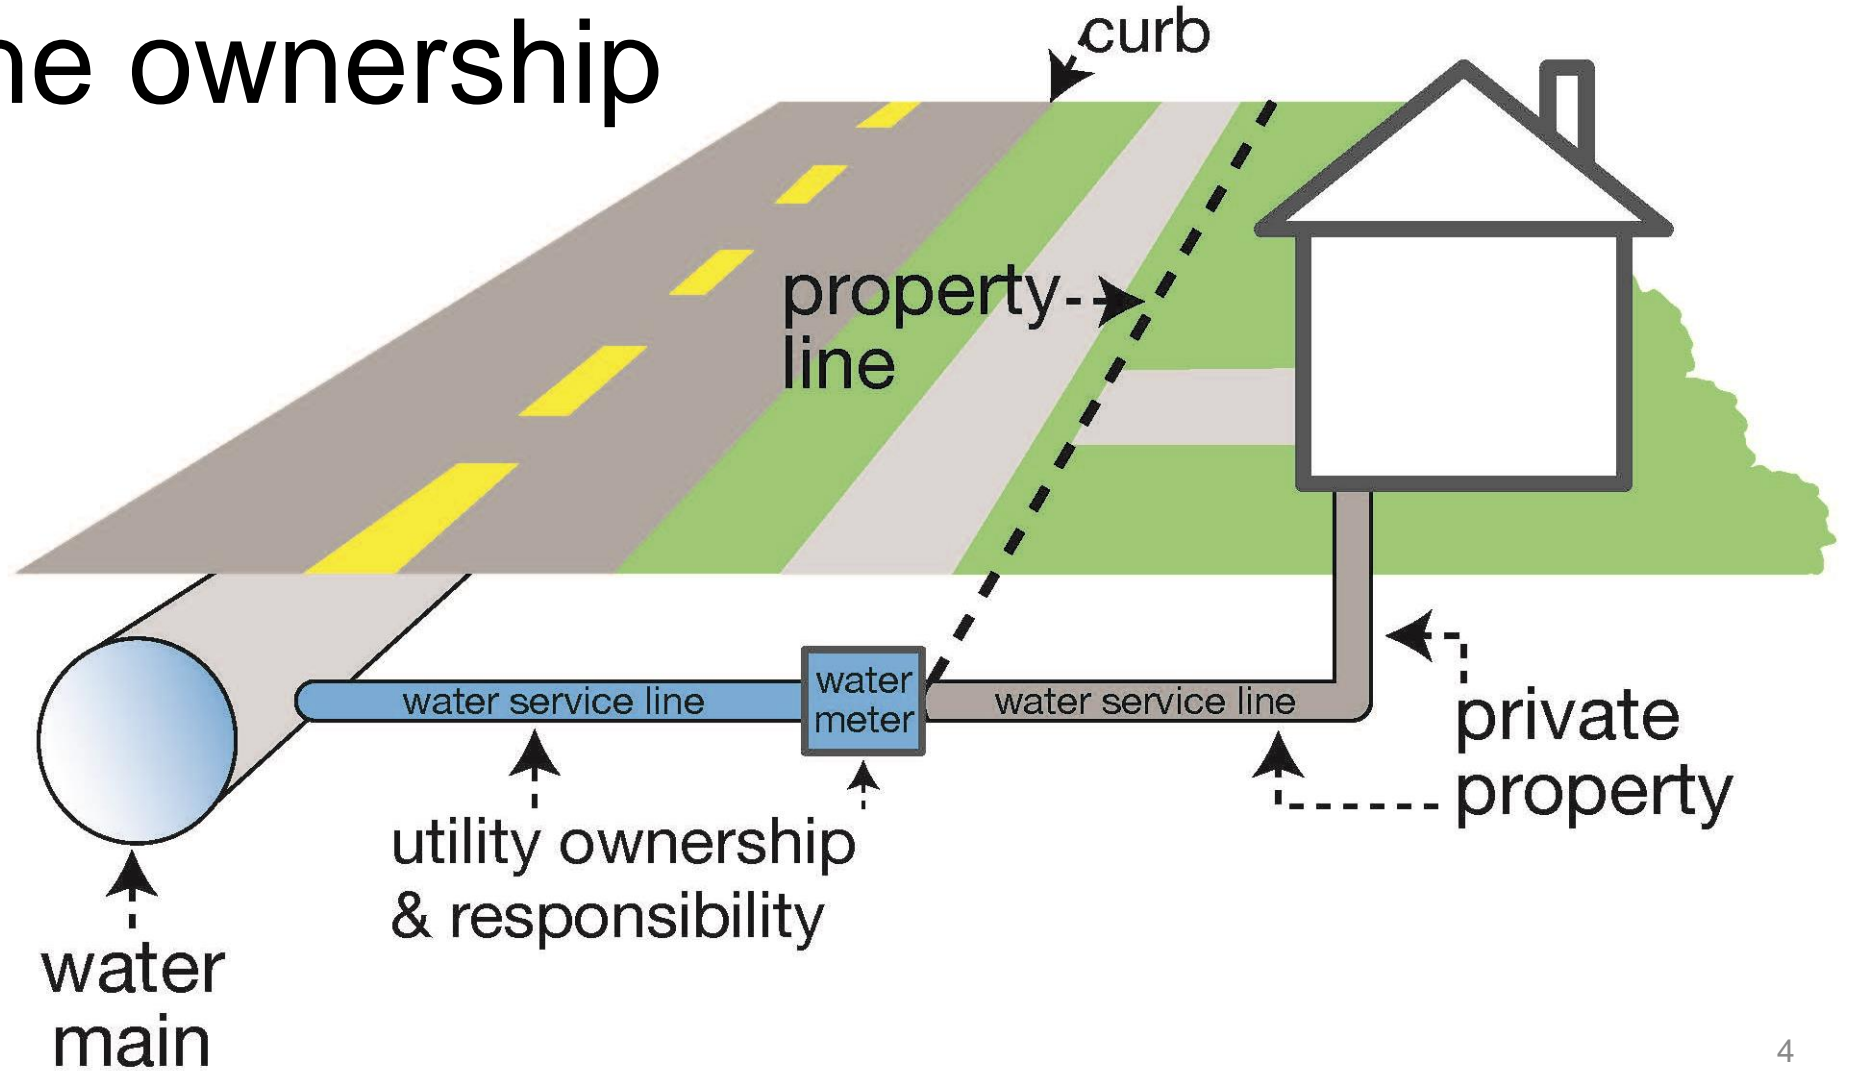 ne ownership
curb
property
line
water service line
water
meter
water service line
private
property
utility ownership
& responsibility
water
main
4